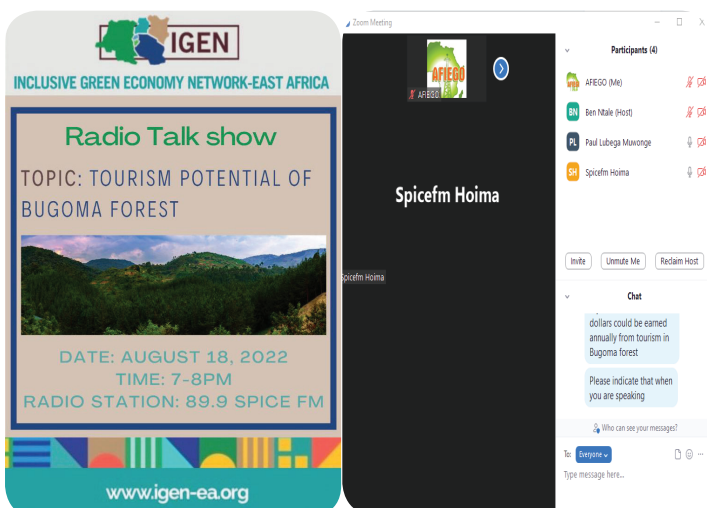 IGEN
INCLUSIVE GREEN ECONOMY NETWORK-EAST AFRICA
Radio Talk show
TOPIC: TOURISM POTENTIAL OF
BUGOMA FOREST
DATE: AUGUST 18, 2022
TIME: 7-8PM
RADIO STATION: 89.9 SPICE FM
www.igen-ea.org
Zoom Meeting
AFIEGO
AFIEGO
Spicefm Hoima
Spicefm Hoima
Participants (4)
AFIEGO (Me)
BN Ben Ntale (Host)
PL Paul Lubega Muwonge
SH Spicefm Hoima
Invite
Unmute Me
Reclaim Host
Chat
dollars could be earned
annually from tourism in
Bugoma forest
Please indicate that when
you are speaking
Who can see your messages?
To: Everyone
Type message here...